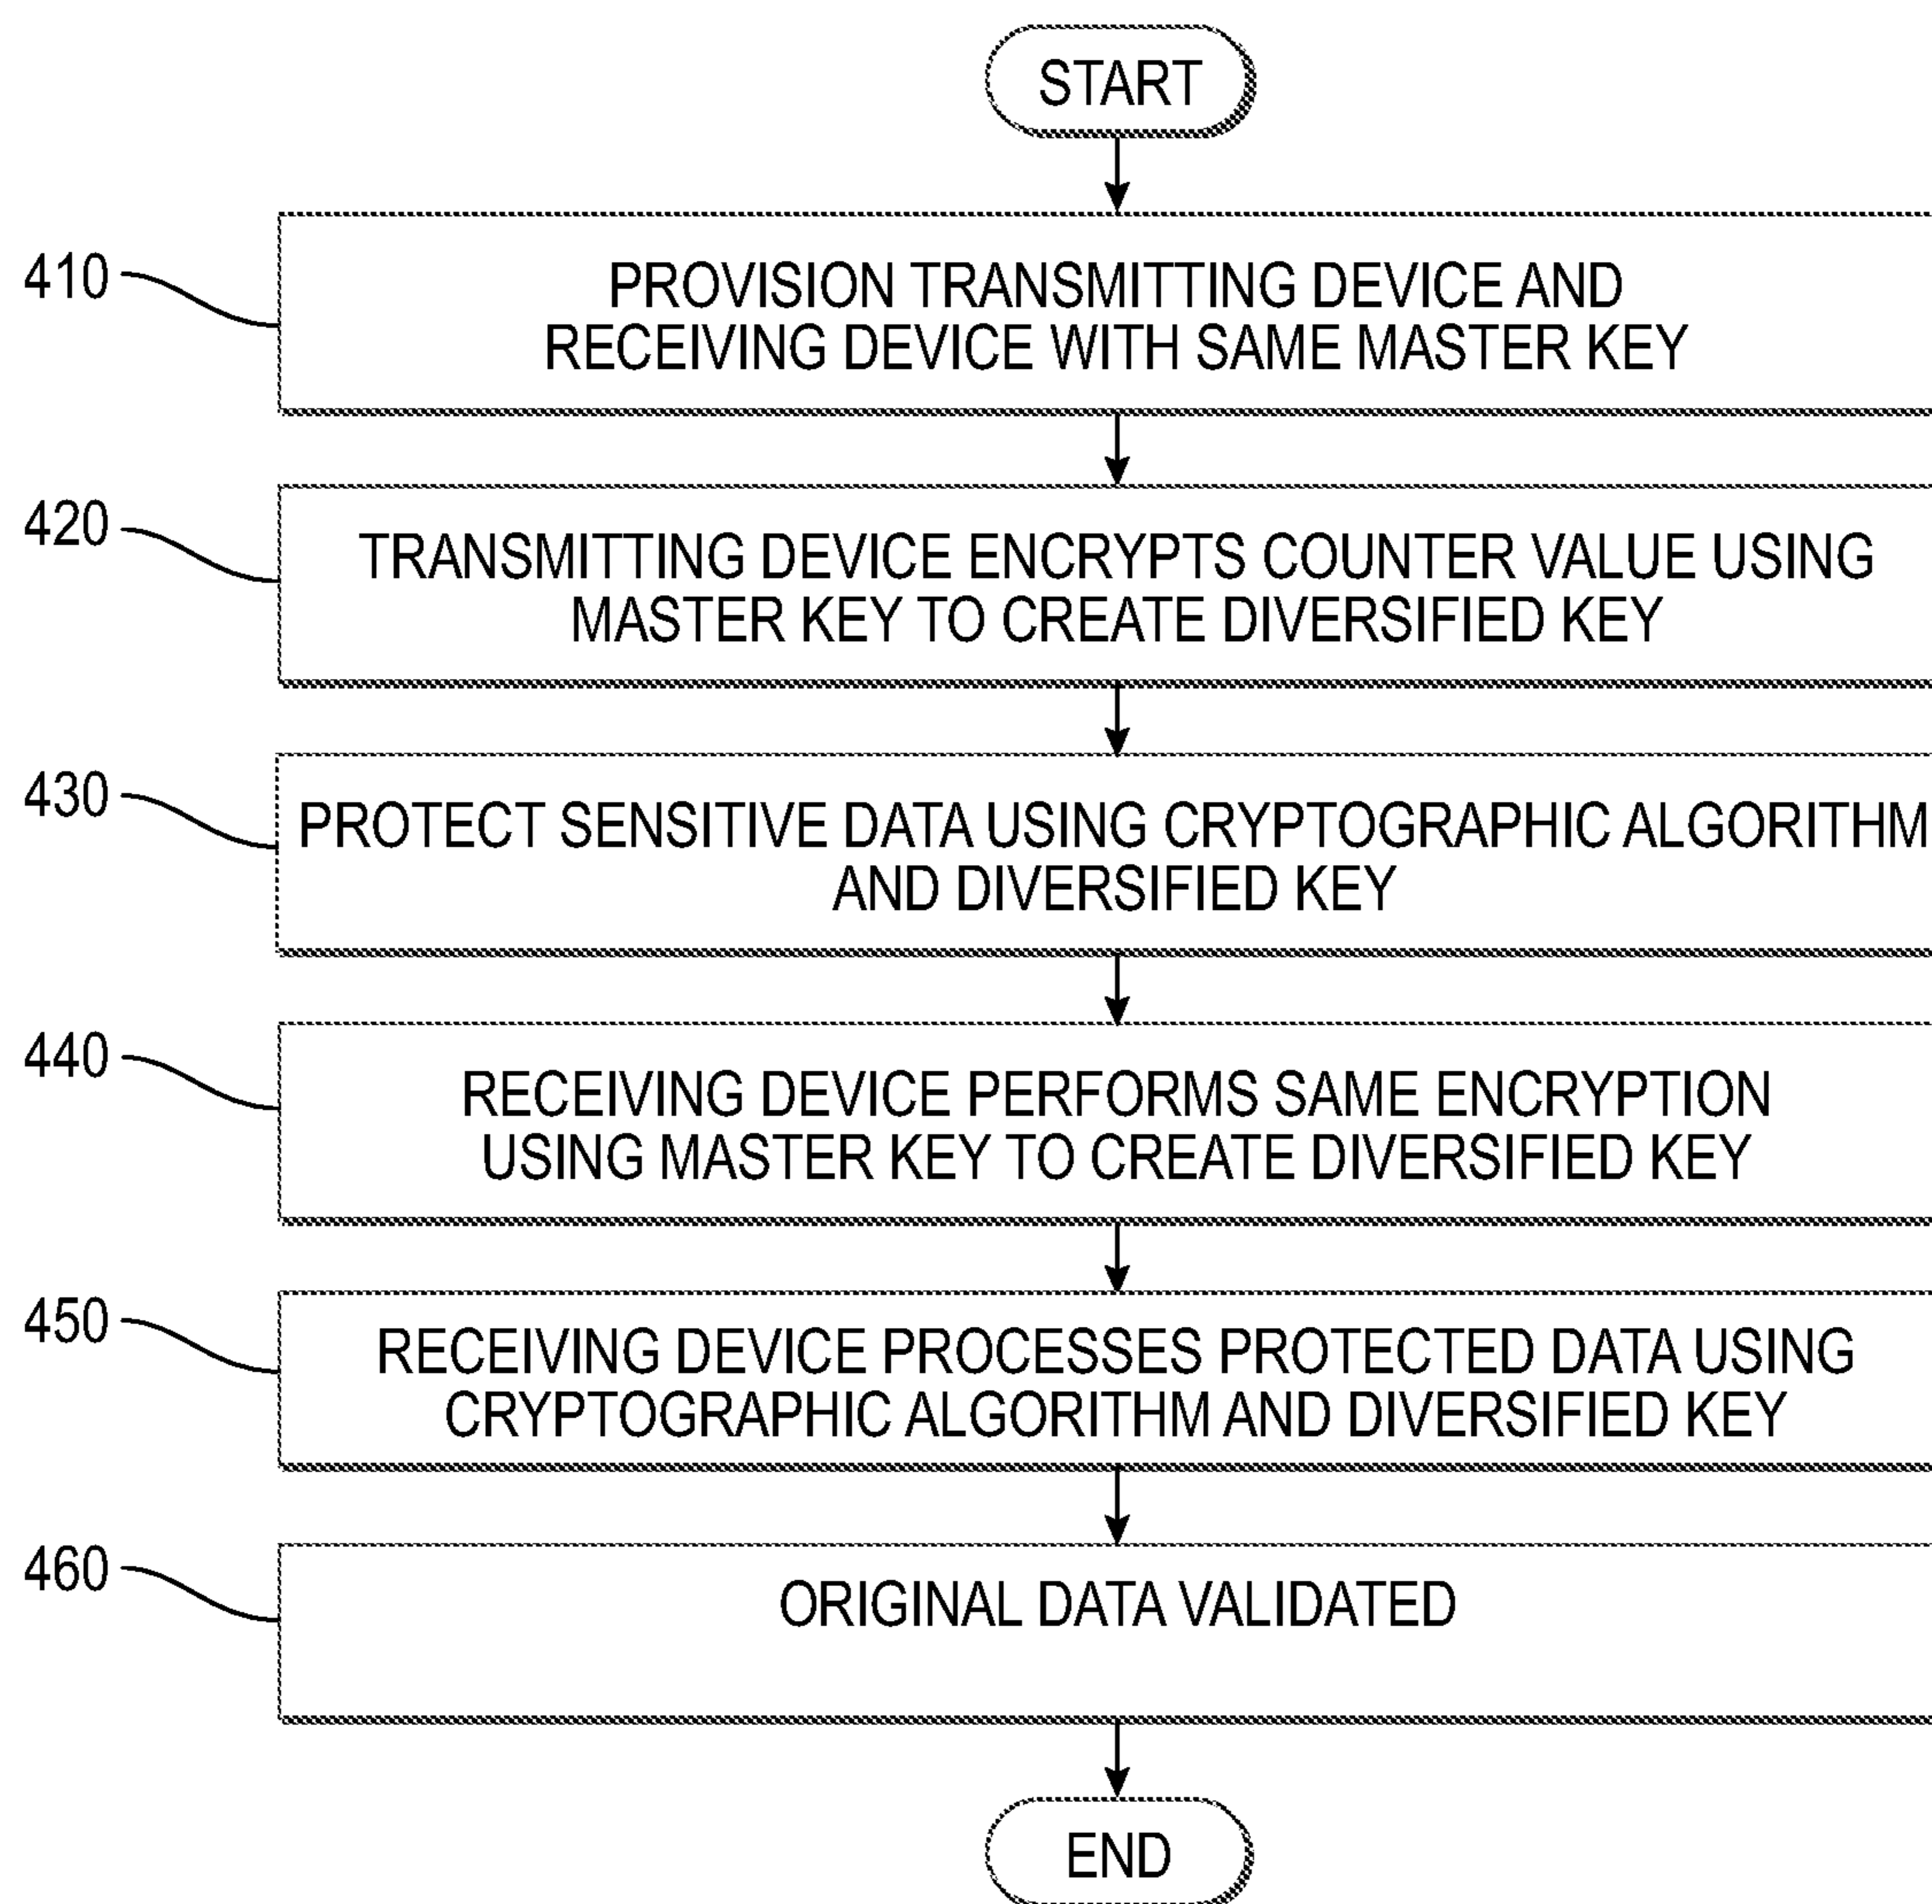 START
410
PROVISION TRANSMITTING DEVICE AND
RECEIVING DEVICE WITH SAME MASTER KEY
420
TRANSMITTING DEVICE ENCRYPTS COUNTER VALUE USING
MASTER KEY TO CREATE DIVERSIFIED KEY
430
PROTECT SENSITIVE DATA USING CRYPTOGRAPHIC ALGORITHM
AND DIVERSIFIED KEY
440
RECEIVING DEVICE PERFORMS SAME ENCRYPTION
USING MASTER KEY TO CREATE DIVERSIFIED KEY
450
RECEIVING DEVICE PROCESSES PROTECTED DATA USING
CRYPTOGRAPHIC ALGORITHM AND DIVERSIFIED KEY
460
ORIGINAL DATA VALIDATED
END